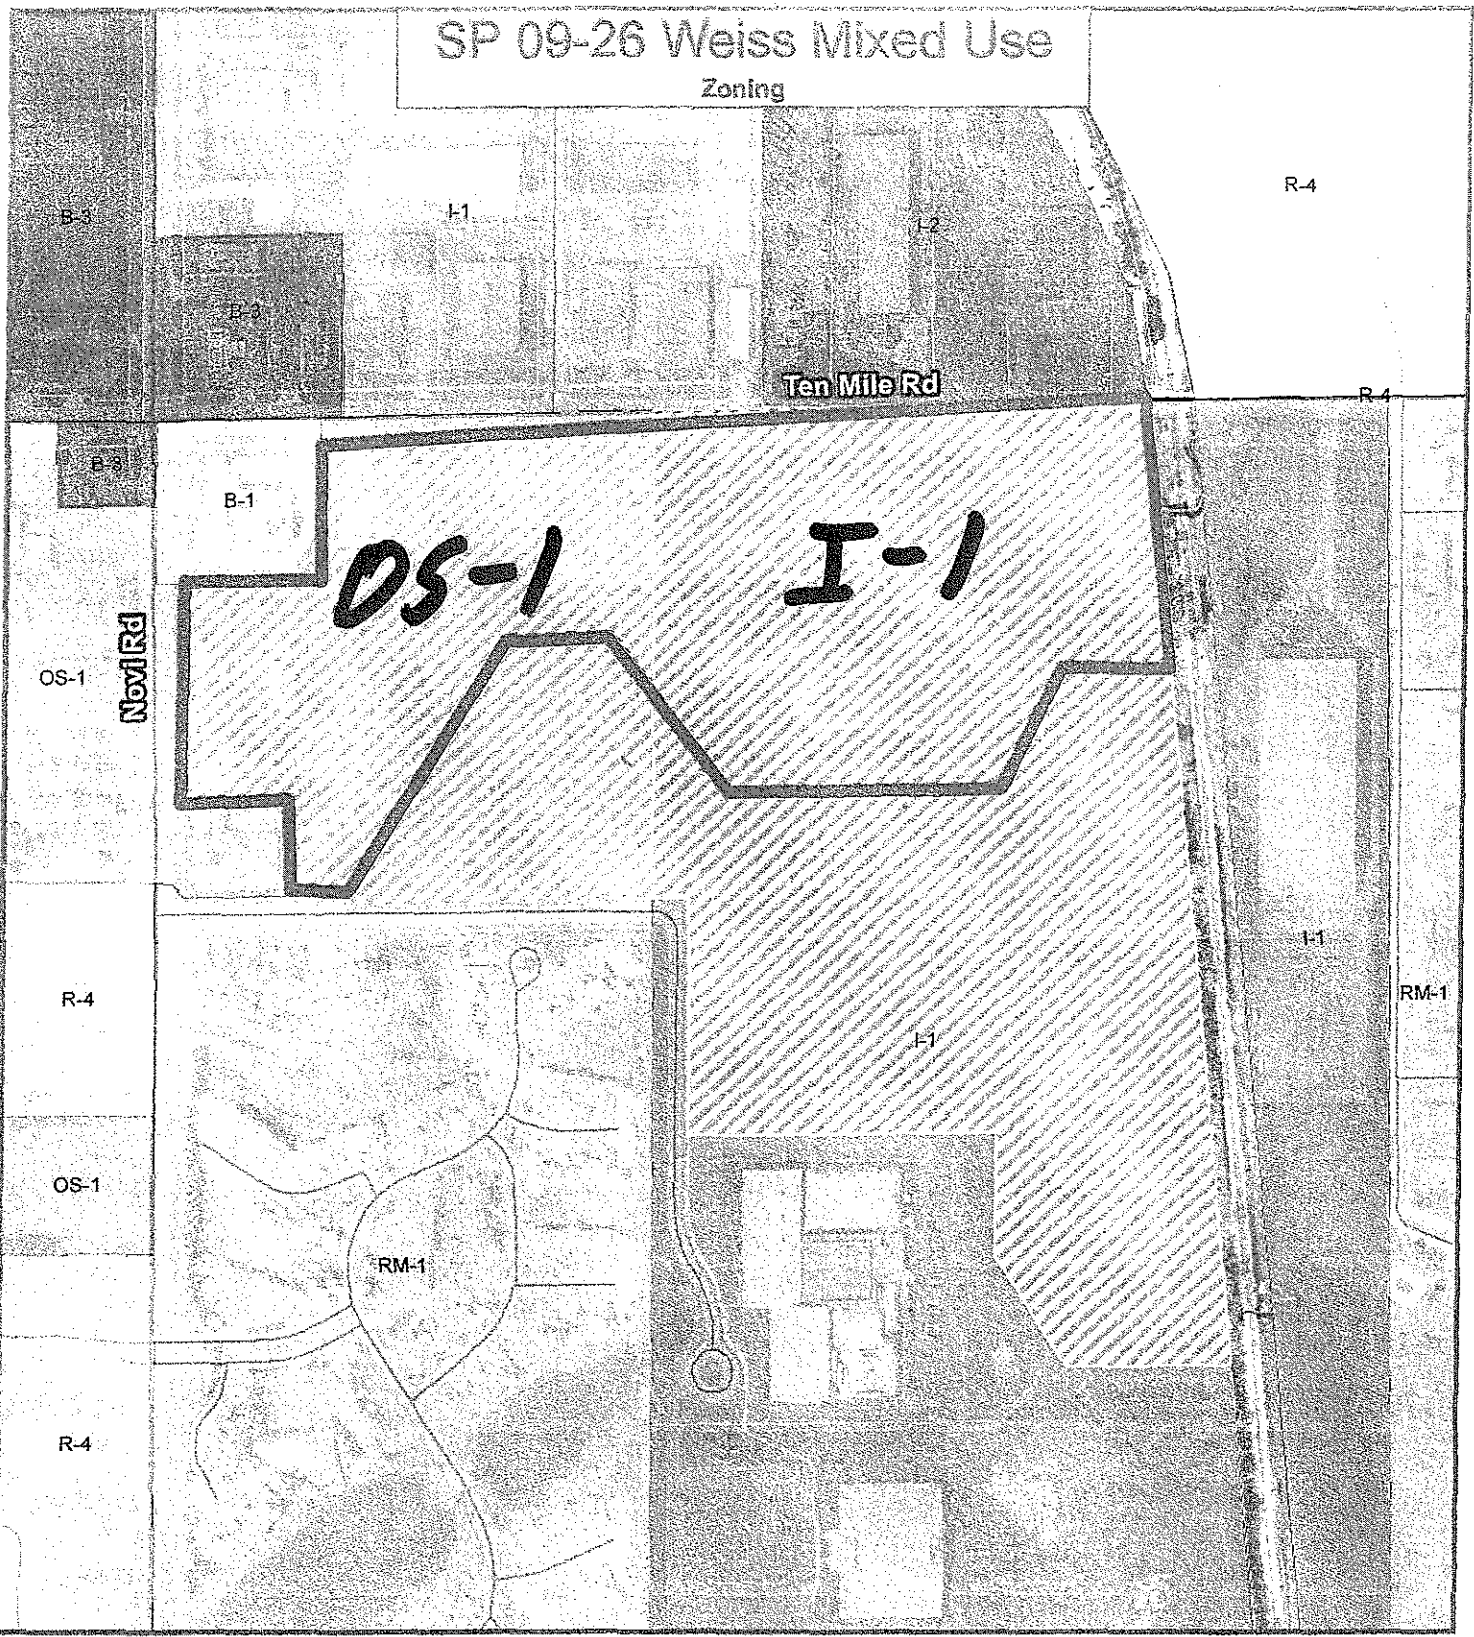 SP 09-26 Weiss Mixed Use
Zoning
R-4
B-3
I-1
I-2
B-3
Ten Mile Rd
R-4
B-3
B-1
OS-1
I-1
OS-1
Novi Rd
I-1
R-4
RM-1
I-1
OS-1
RM-1
R-4